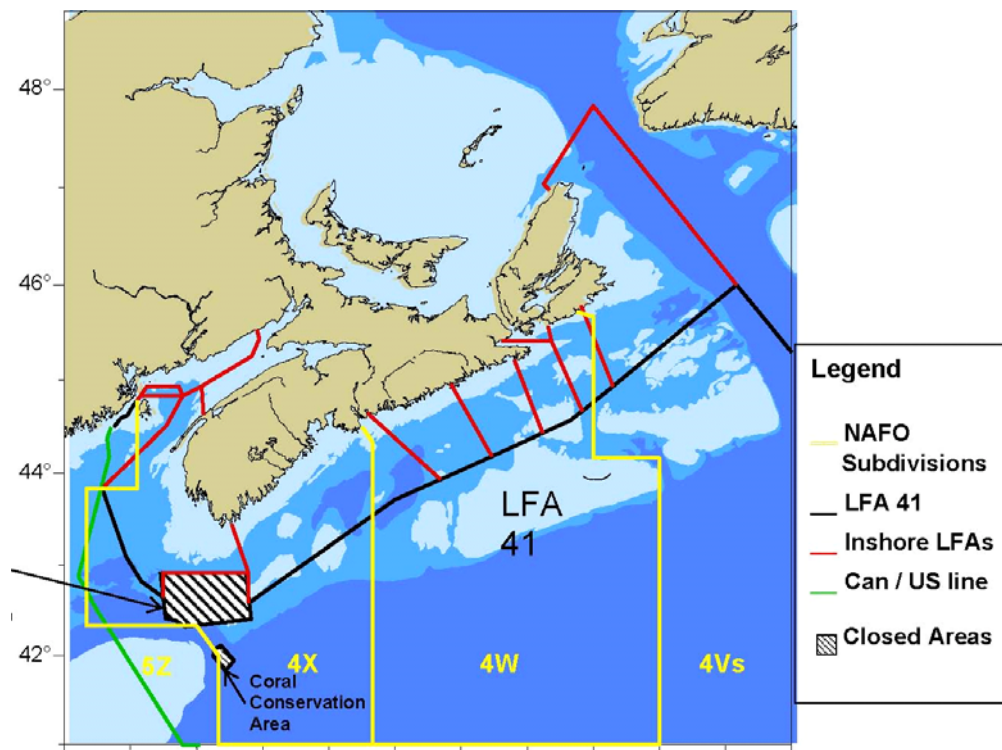 48°
46°
44°
42°
LFA
41
5Z
4X
4W
4Vs
Coral
Conservation
Area
Legend
NAFO
Subdivisions
LFA 41
Inshore LFAs
Can / US line
Closed Areas